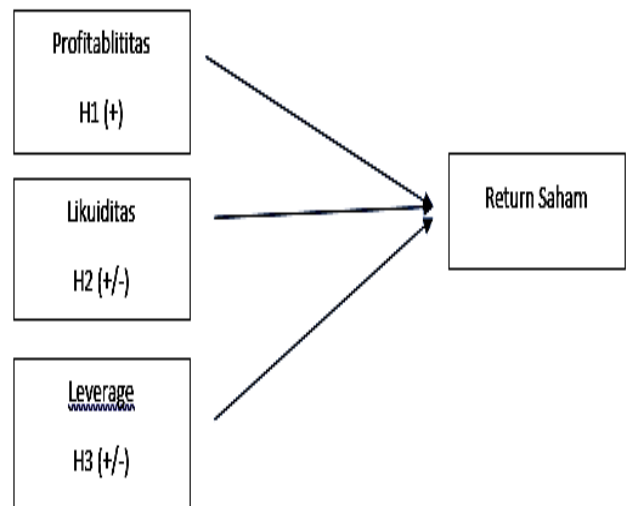 Profitablititas
H1 (+)
Likuiditas
H2 (+/-)
Leverage
H3 (+/-)
Return Saham